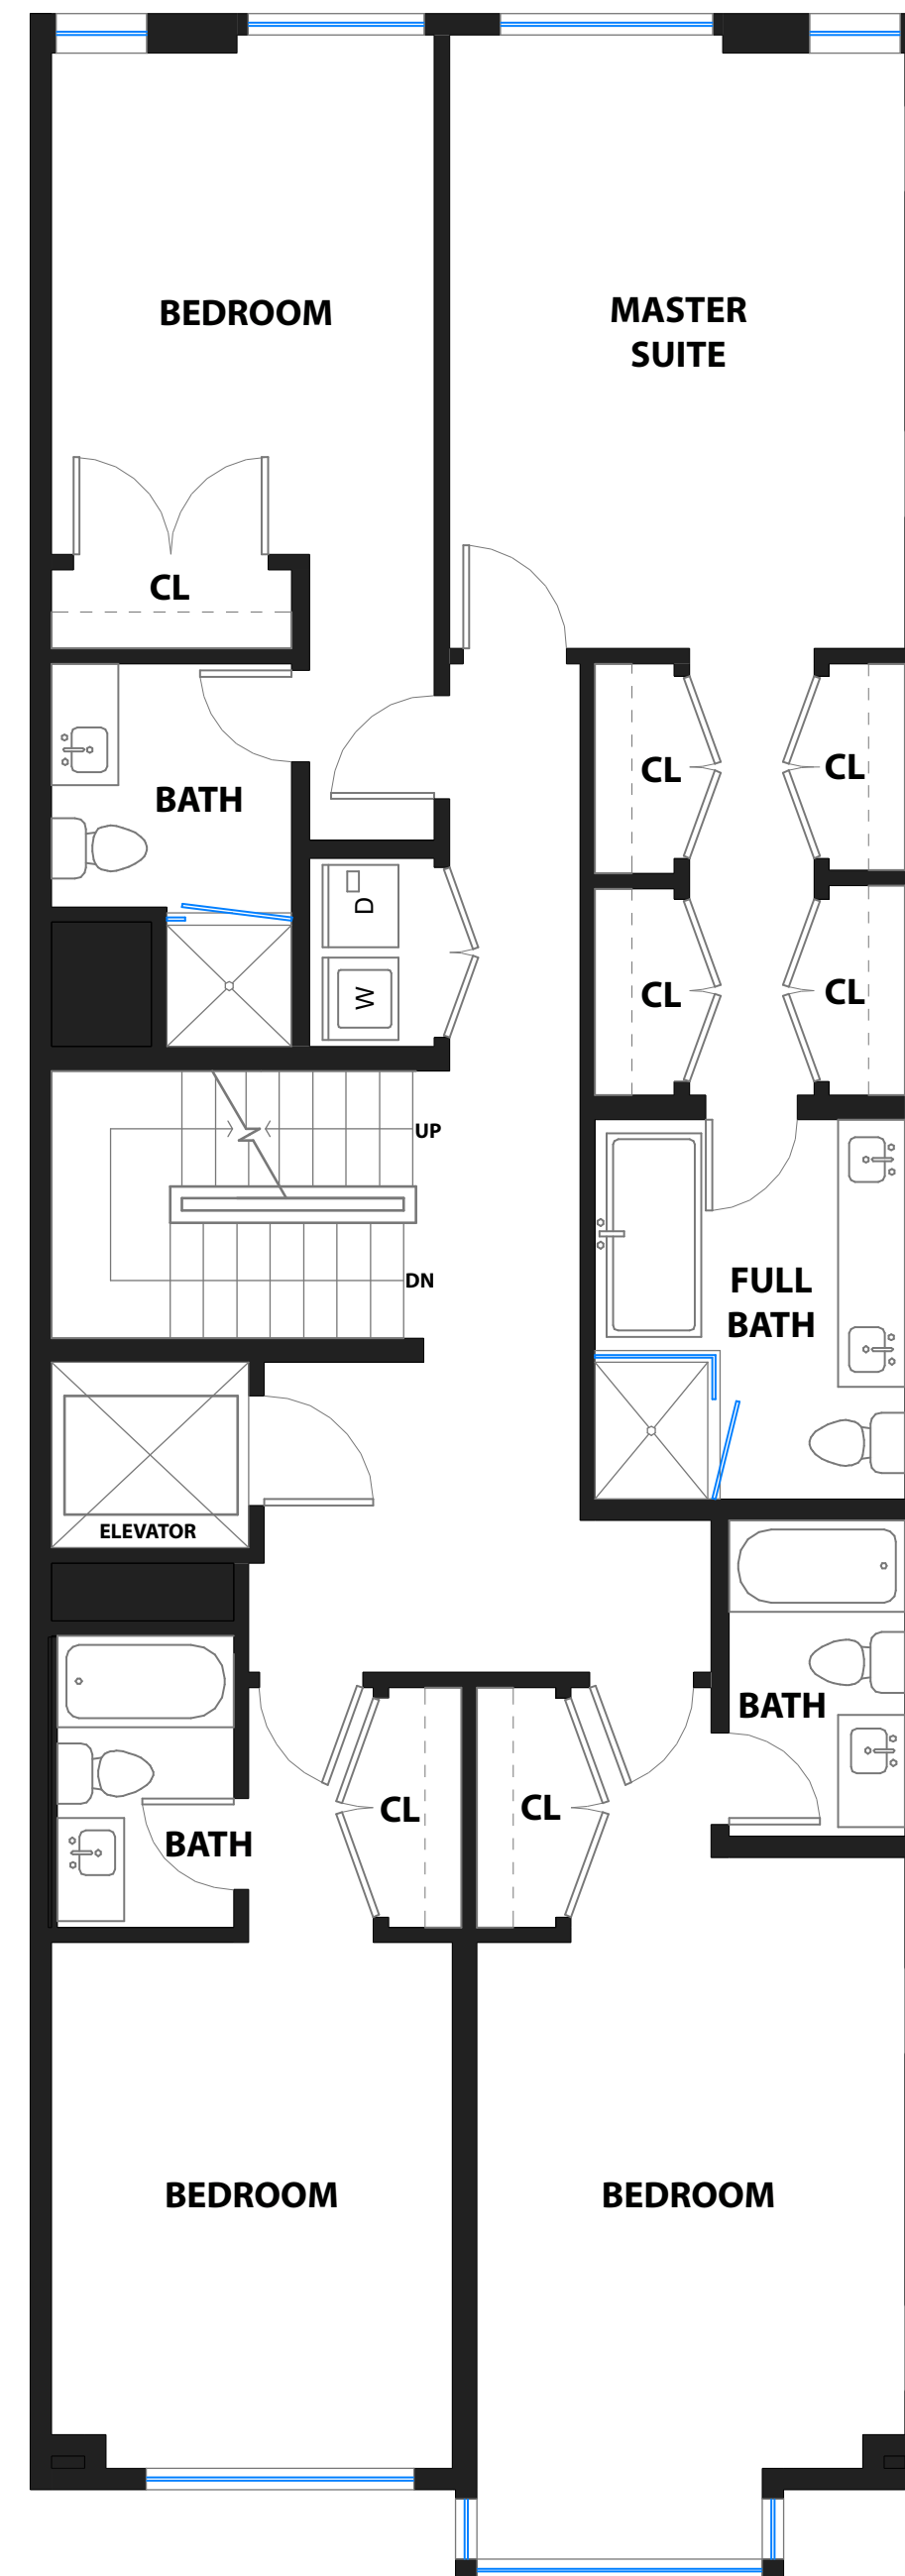 BEDROOM
MASTER
SUITE
CL
CL
CL
BATH
D
W
CL
CL
UP
DN
FULL
BATH
ELEVATOR
BATH
CL
CL
BATH
BEDROOM
BEDROOM